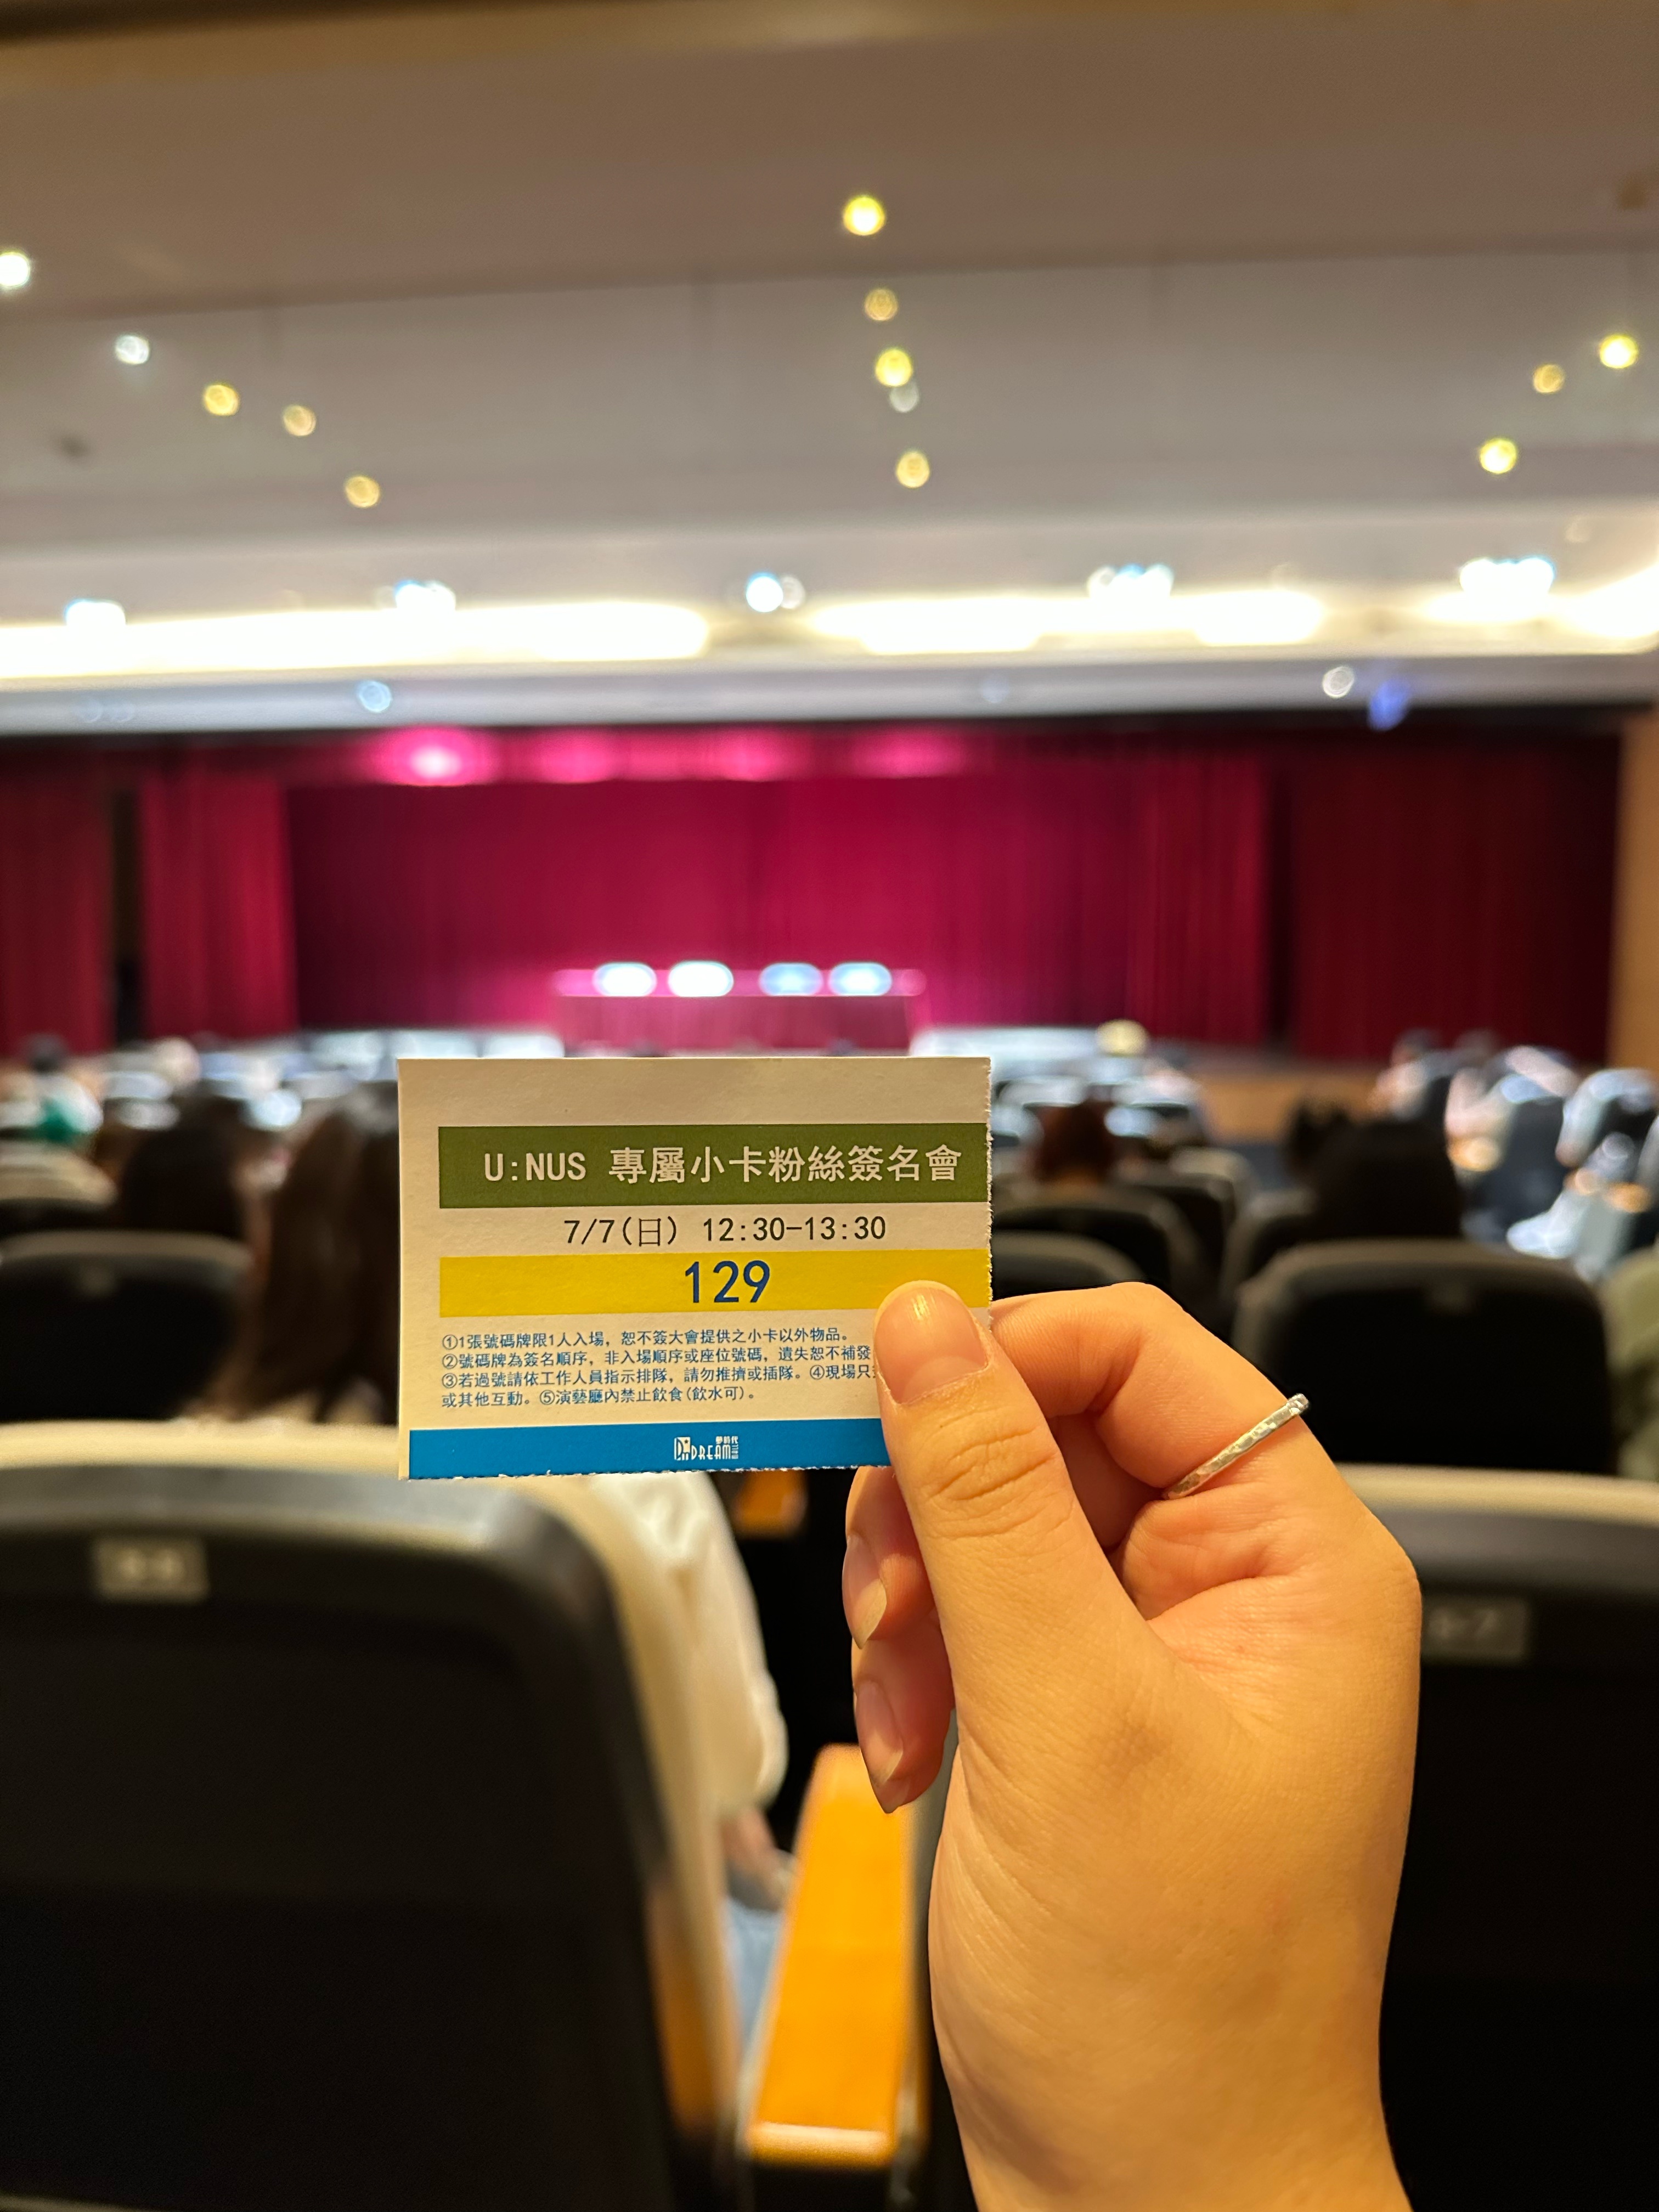 U:NUS 專屬小卡粉絲簽名會
7/7(日) 12:30-13:30
129
①1張號碼牌限1人入場，恕不簽大會提供之小卡以外物品。
②號碼牌為簽名順序，非入場順序或座位號碼，遺失恕不補發
③若過號請依工作人員指示排隊，請勿推擠或插隊。④現場只
或其他互動。⑤演藝廳內禁止飲食(飲水可)。
DREAM 夢時代